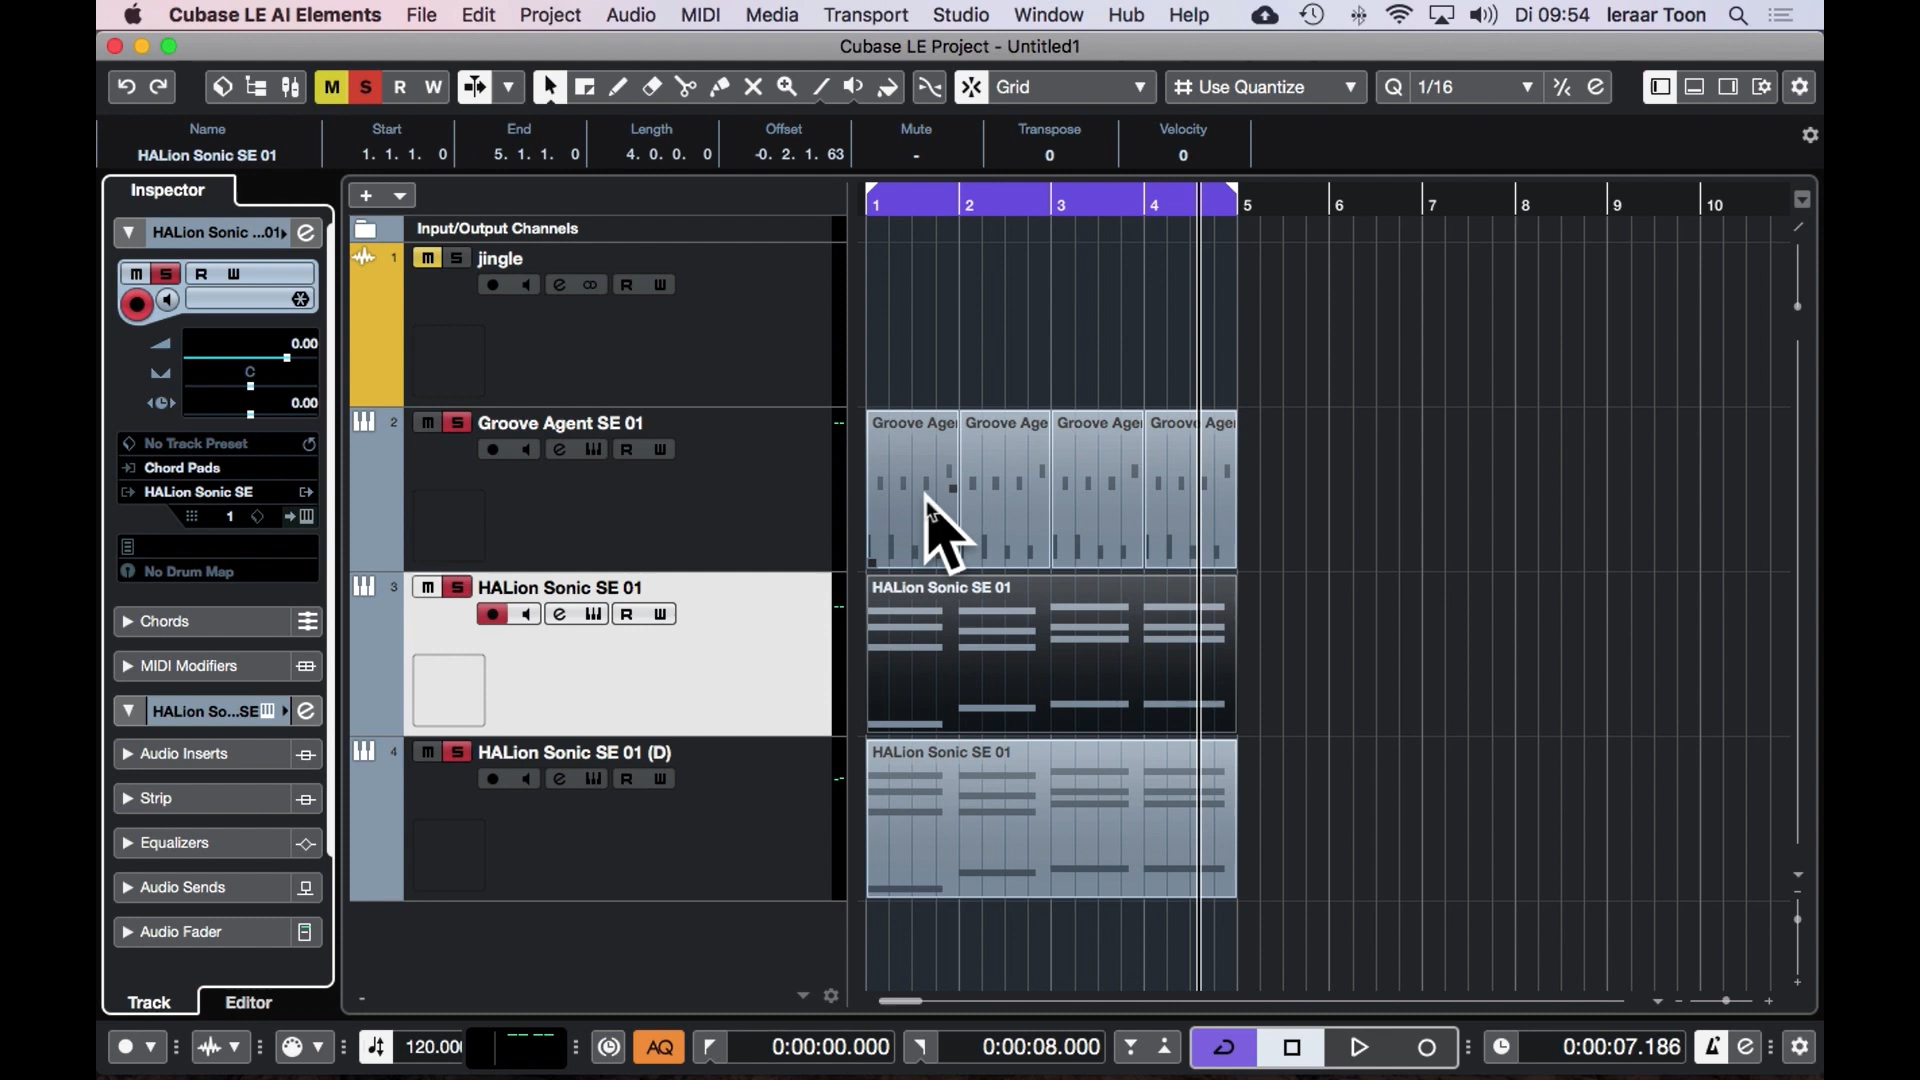 Cubase LE AI Elements File Edit Project Audio MIDI Media Transport Studio Window Hub Help Di 09:54 leraar Toon
Cubase LE Project - Untitled1
M S R W Grid Use Quantize Q 1/16
Name Start End Length Offset Mute Transpose Velocity
HALion Sonic SE 01 1. 1. 1. 0 5. 1. 1. 0 4. 0. 0. 0 -0. 2. 1. 63 - 0 0
Inspector
1 2 3 4 5 6 7 8 9 10
HALion Sonic ...01
Input/Output Channels
1 m S jingle
R W
m S R W
0.00
C
0.00
2 m S Groove Agent SE 01
R W
Groove Agei Groove Age Groove Agei Groove Agei
No Track Preset
Chord Pads
HALion Sonic SE
1
No Drum Map
3 m S HALion Sonic SE 01
R W
HALion Sonic SE 01
Chords
MIDI Modifiers
HALion So...SE
4 m S HALion Sonic SE 01 (D)
R W
HALion Sonic SE 01
Audio Inserts
Strip
Equalizers
Audio Sends
Audio Fader
Track Editor
120.00 AQ 0:00:00.000 0:00:08.000 0:00:07.186